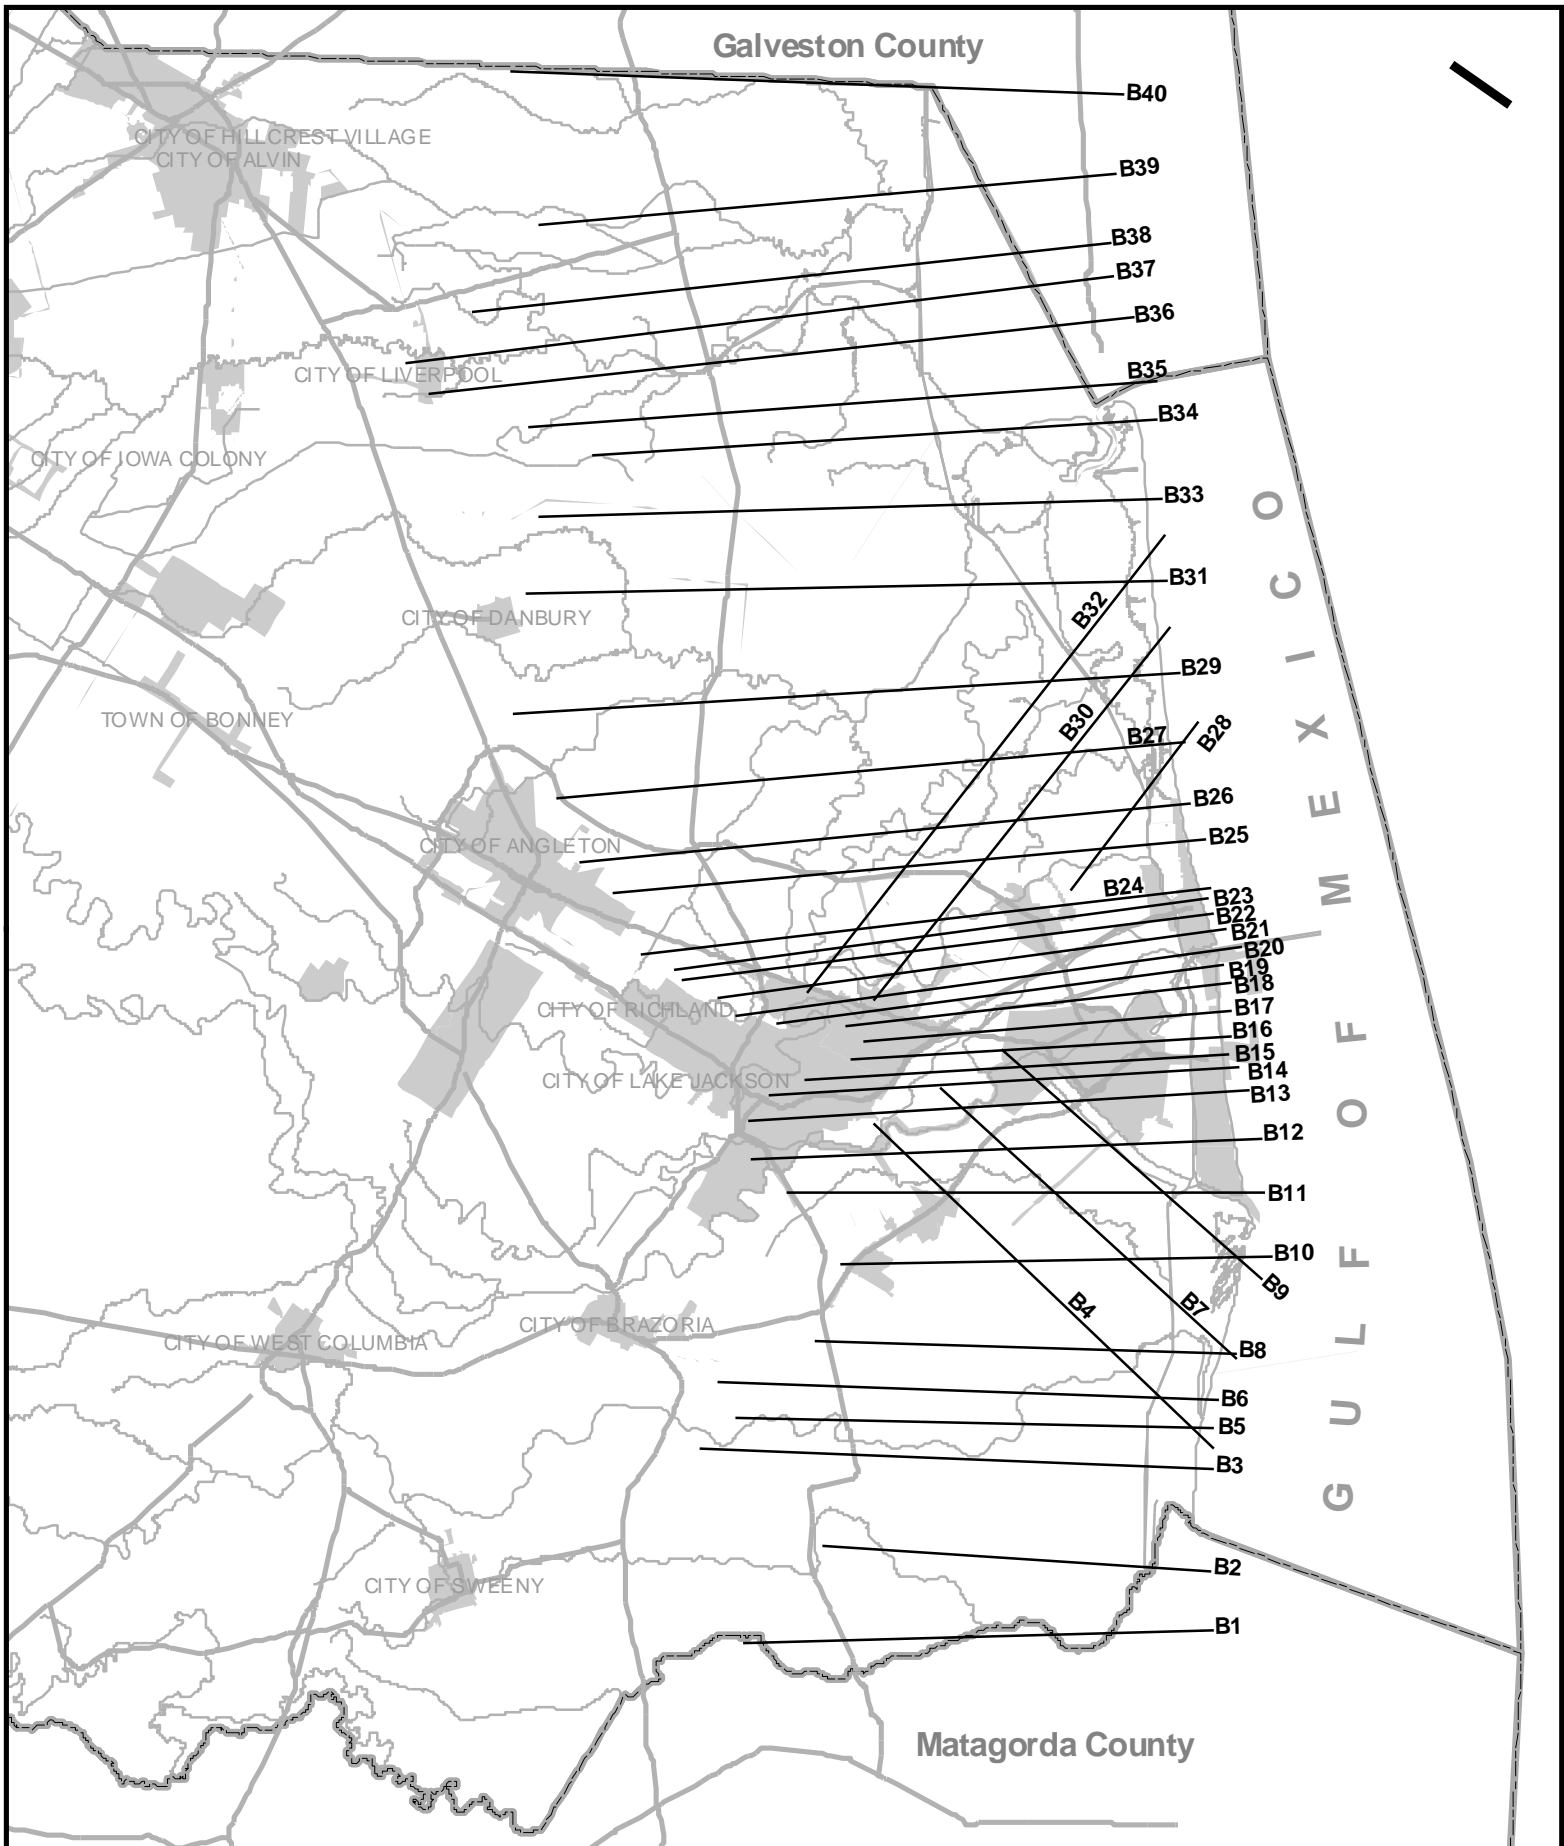 Galveston County
B40
CITY OF HILLCREST VILLAGE
CITY OF ALVIN
B39
B38
B37
B36
CITY OF LIVERPOOL
B35
B34
CITY OF IOWA COLONY
B33
B31
B32
CITY OF DANBURY
B29
TOWN OF BONNEY
B30
B28
B27
B26
B25
CITY OF ANGLETON
B24
B23
B22
B21
B20
B19
B18
B17
CITY OF RICHLAND
B16
B15
B14
CITY OF LAKE JACKSON
B13
B12
B11
B10
B9
B7
B4
CITY OF BRAZORIA
CITY OF WEST COLUMBIA
B8
B6
B5
B3
GULF OF MEXICO
B2
CITY OF SWEENY
B1
Matagorda County